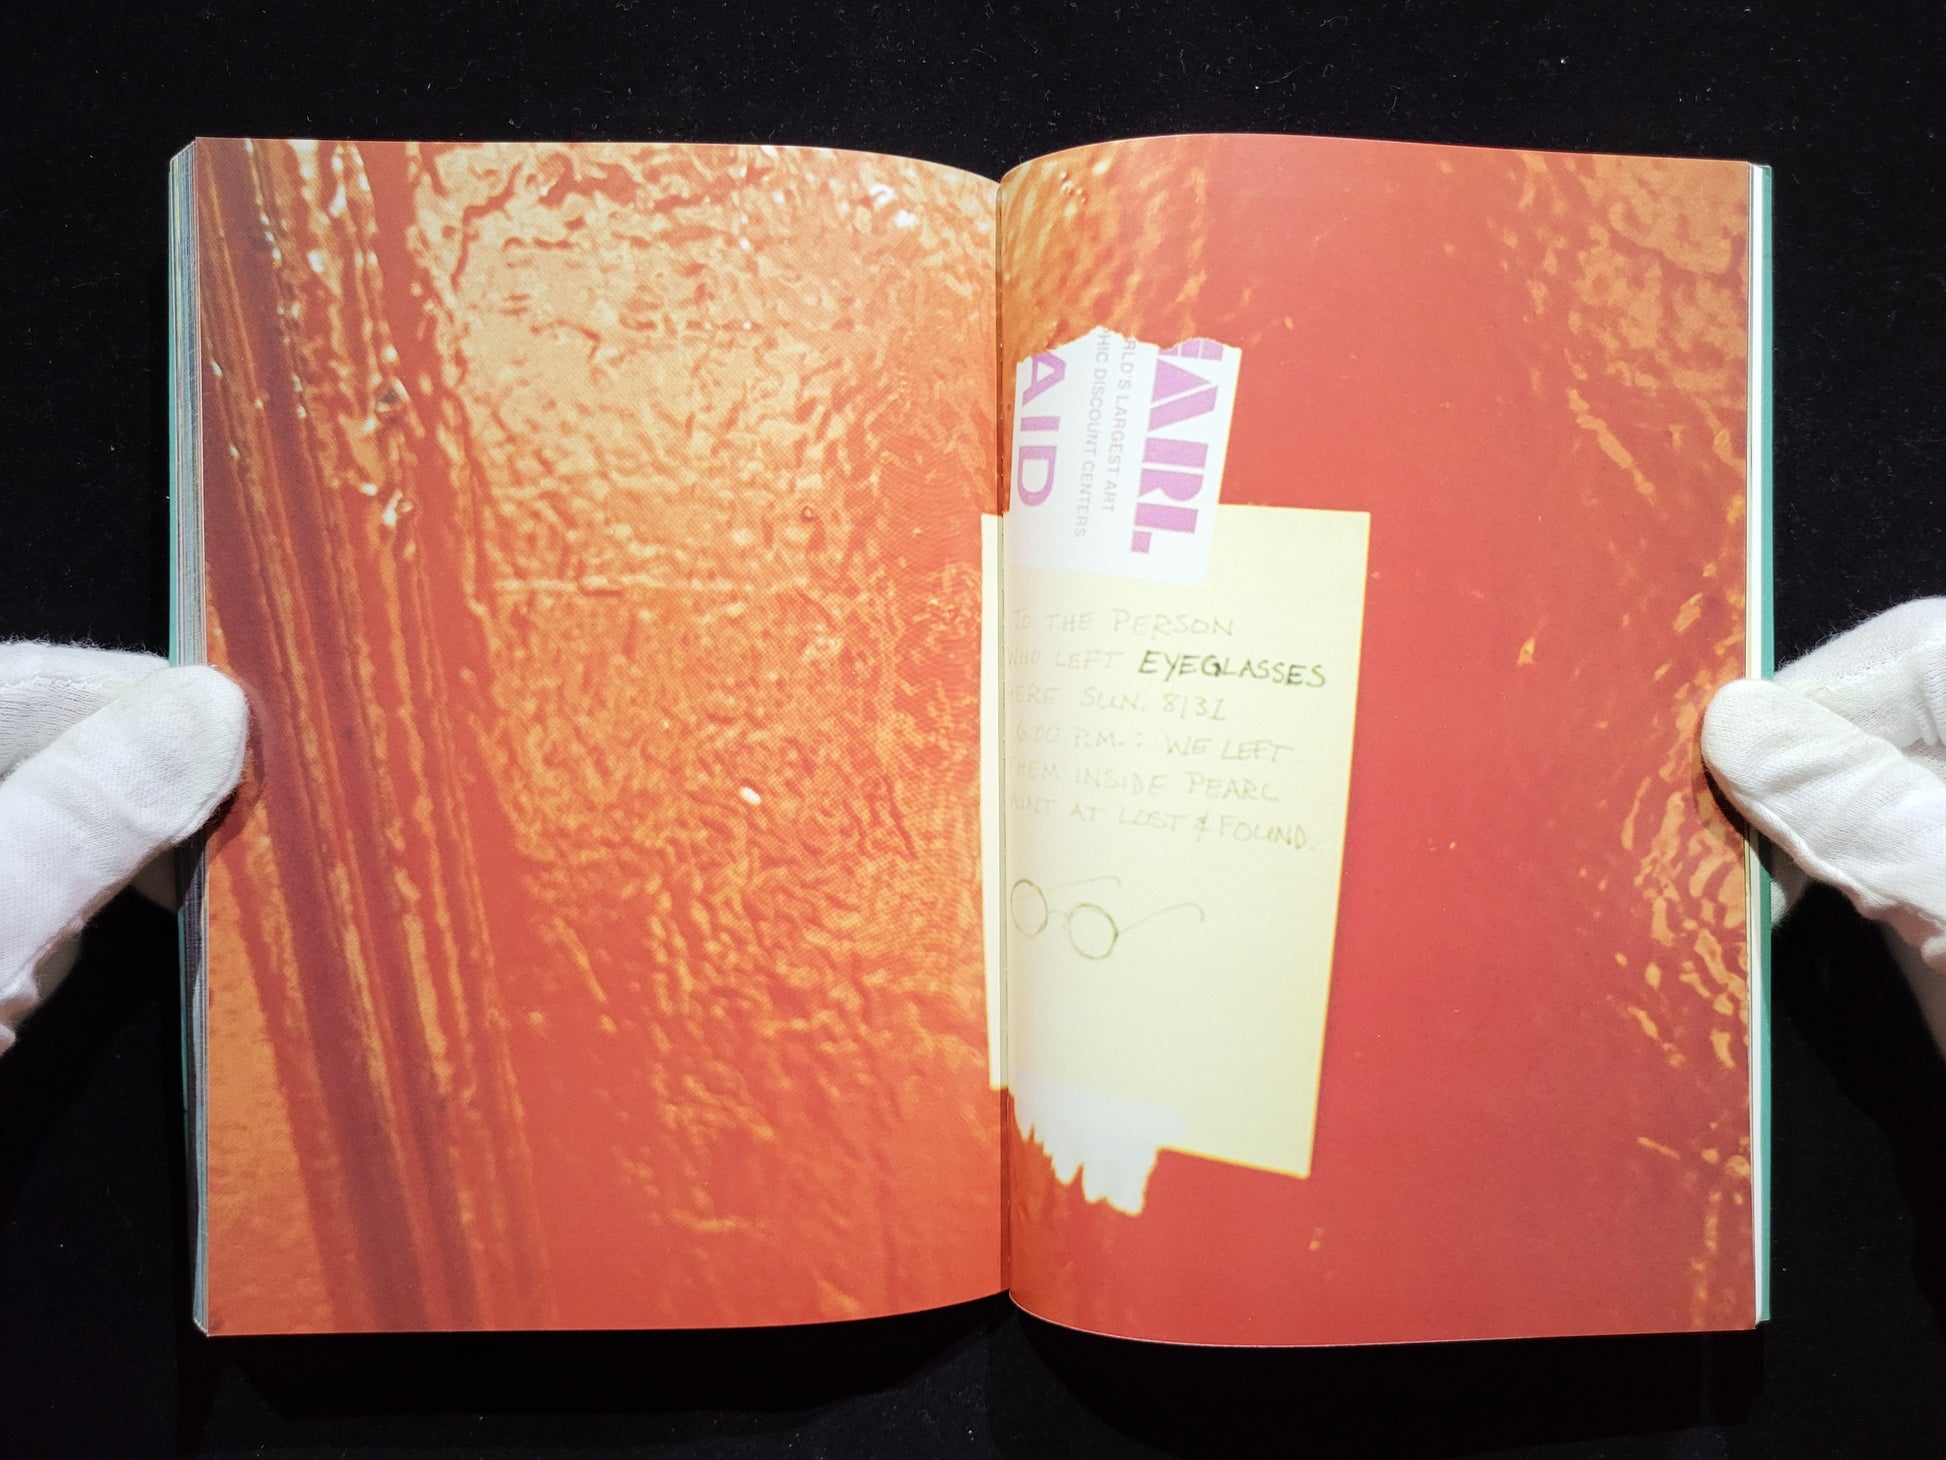 EARL
RLD'S LARGEST ART
HIC DISCOUNT CENTERS
AID
TO THE PERSON
WHO LEFT EYEGLASSES
HERE SUN. 8/31
6:00 P.M.: WE LEFT
HEM INSIDE PEARL
AINT AT LOST & FOUND.